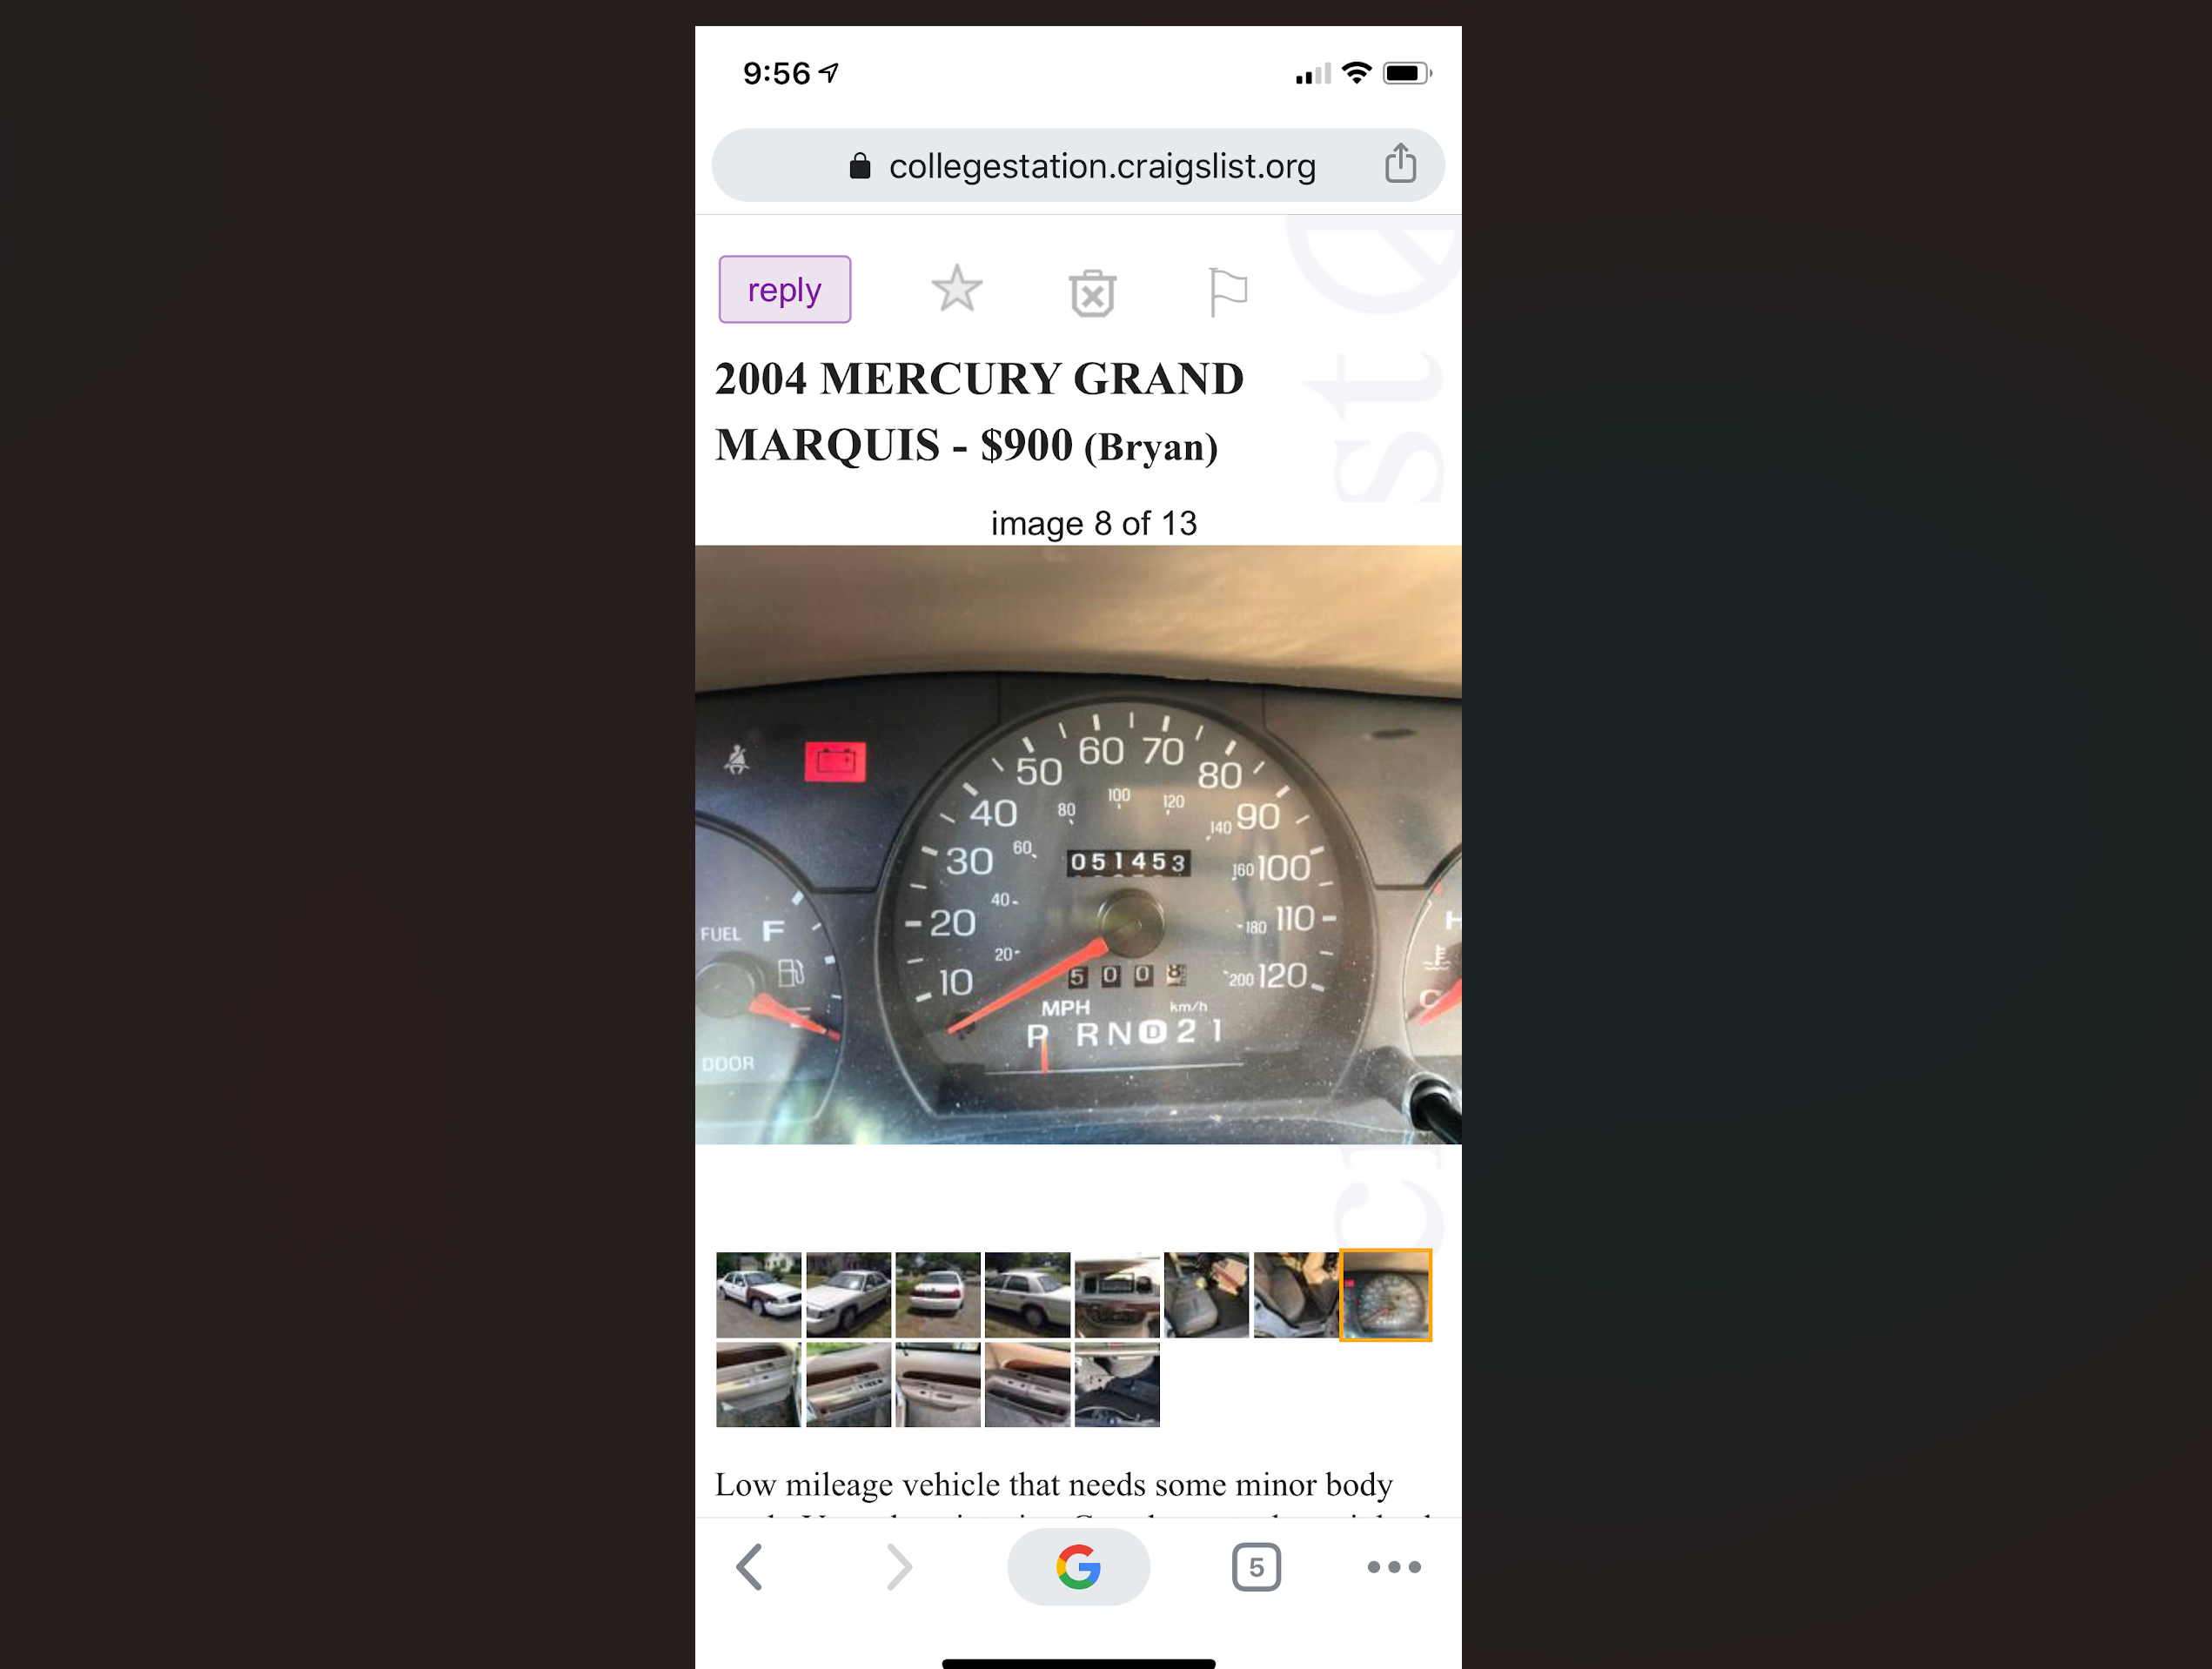 9:56
collegestation.craigslist.org
reply
2004 MERCURY GRAND
MARQUIS - $900 (Bryan)
image 8 of 13
60 70
50 80
40 80 100 120 140 90
30 60 051453 160 100
20 40 180 110
FUEL F
10 20 5008 200 120
H
E
C
MPH km/h
P R N D 2 1
DOOR
Low mileage vehicle that needs some minor body
5